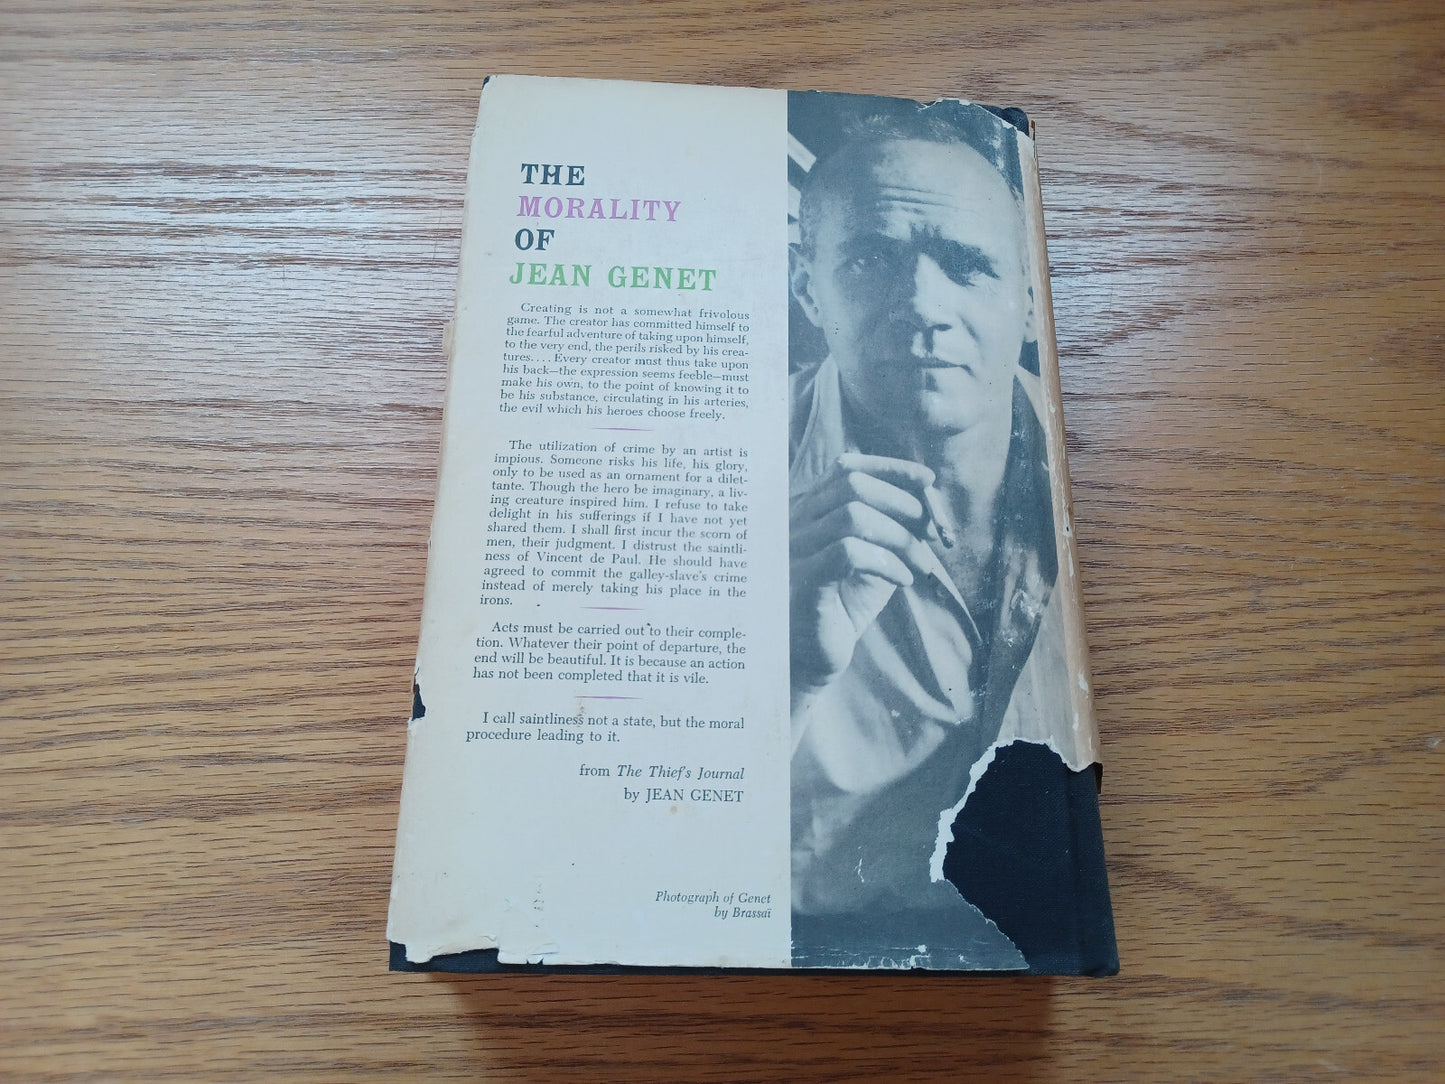 THE
MORALITY
OF
JEAN GENET
Creating is not a somewhat frivolous
game. The creator has committed himself to
the fearful adventure of taking upon himself,
to the very end, the perils risked by his crea-
tures.... Every creator must thus take upon
his back—the expression seems feeble—must
make his own, to the point of knowing it to
be his substance, circulating in his arteries,
the evil which his heroes choose freely.
The utilization of crime by an artist is
impious. Someone risks his life, his glory,
only to be used as an ornament for a dilet-
tante. Though the hero be imaginary, a liv-
ing creature inspired him. I refuse to take
delight in his sufferings if I have not yet
shared them. I shall first incur the scorn of
men, their judgment. I distrust the saintli-
ness of Vincent de Paul. He should have
agreed to commit the galley-slave's crime
instead of merely taking his place in the
irons.
Acts must be carried out to their comple-
tion. Whatever their point of departure, the
end will be beautiful. It is because an action
has not been completed that it is vile.
I call saintliness not a state, but the moral
procedure leading to it.
from The Thief's Journal
by JEAN GENET
Photograph of Genet
by Brassaï